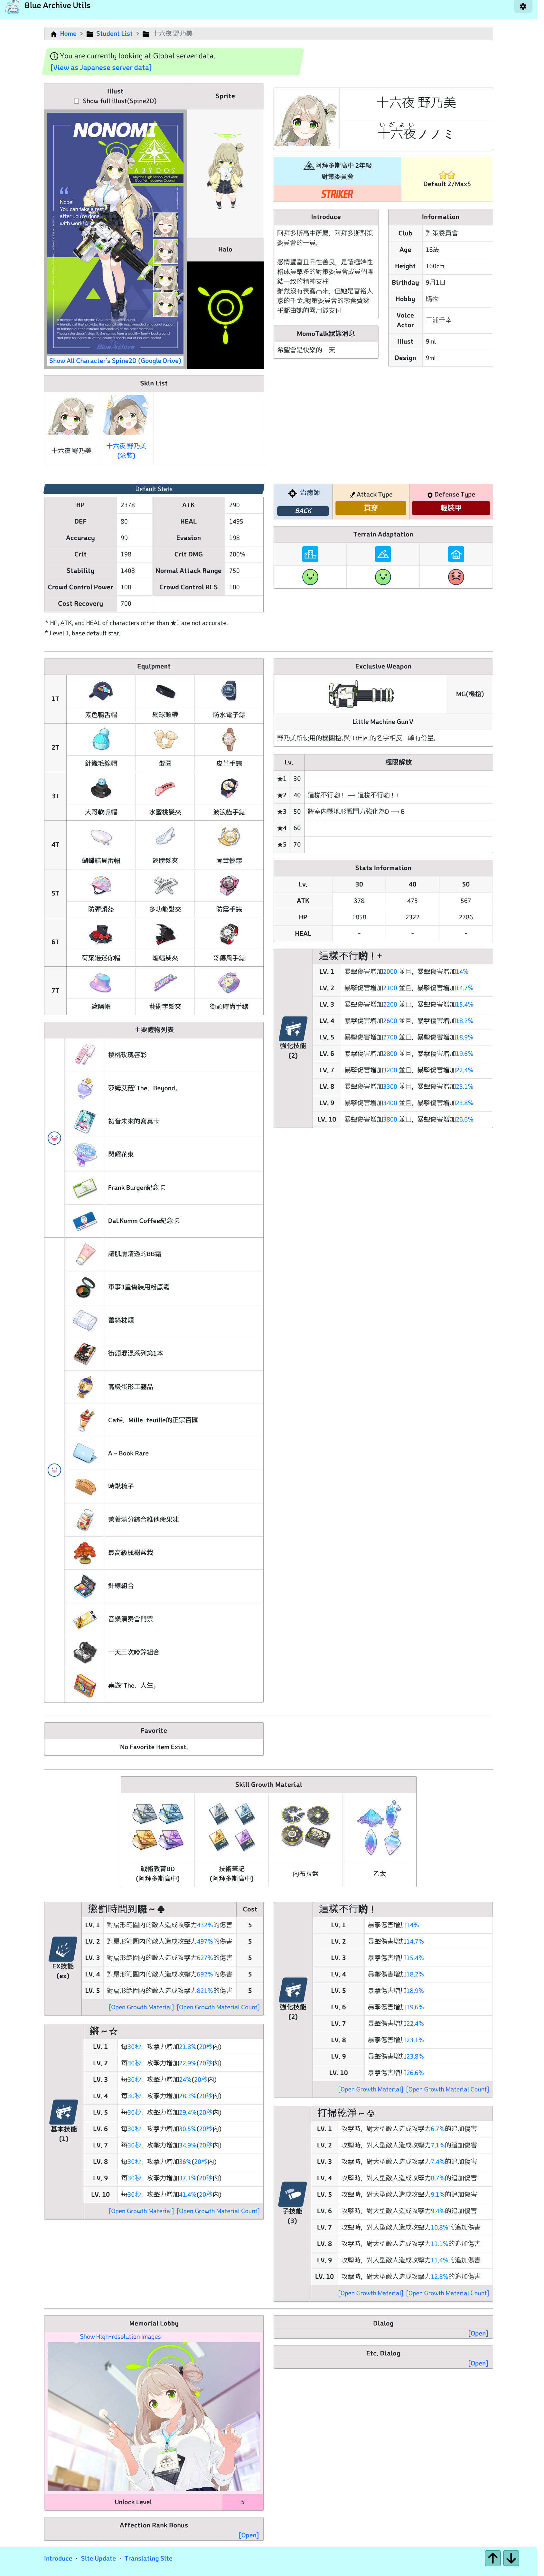 Blue Archive Utils
Home > Student List > 十六夜 野乃美
You are currently looking at Global server data.
[View as Japanese server data]
Illust
Show full illust(Spine2D)
Sprite
NONOMI
ABYDOS
Nope!
You can take a rest
after you're done
with work!
Halo
Show All Character's Spine2D (Google Drive)
十六夜 野乃美
いざよい
十六夜ノノミ
阿拜多斯高中 2年級
對策委員會
STRIKER
Default 2/Max5
Introduce
阿拜多斯高中所屬，阿拜多斯對策
委員會的一員。
感情豐富且品性善良，是讓極端性
格成員眾多的對策委員會成員們團
結一致的精神支柱。
雖然沒有表露出來，但她是富裕人
家的千金,對策委員會的零食費幾
乎都由她的零用錢支付。
MomoTalk狀態消息
希望會是快樂的一天
Information
Club 對策委員會
Age 16歲
Height 160cm
Birthday 9月1日
Hobby 購物
Voice Actor 三浦千幸
Illust 9ml
Design 9ml
Skin List
十六夜 野乃美
十六夜 野乃美
(泳裝)
Default Stats
HP 2378 ATK 290
DEF 80 HEAL 1495
Accuracy 99 Evasion 198
Crit 198 Crit DMG 200%
Stability 1408 Normal Attack Range 750
Crowd Control Power 100 Crowd Control RES 100
Cost Recovery 700
* HP, ATK, and HEAL of characters other than ★1 are not accurate.
* Level 1, base default star.
BACK
Attack Type
貫穿
Defense Type
輕裝甲
Terrain Adaptation
Equipment
1T
素色鴨舌帽 網球頭帶 防水電子錶
2T
針織毛線帽 髮圈 皮革手錶
3T
大哥軟呢帽 水蜜桃髮夾 波浪貓手錶
4T
蝴蝶結貝雷帽 翅膀髮夾 骨董懷錶
5T
防彈頭盔 多功能髮夾 防震手錶
6T
荷葉邊迷你帽 蝙蝠髮夾 哥德風手錶
7T
遮陽帽 藝術字髮夾 街頭時尚手錶
Exclusive Weapon
MG(機槍)
Little Machine Gun V
野乃美所使用的機關槍,與「Little」的名字相反，頗有份量。
Lv. 極限解放
★1 30
★2 40 這樣不行喲！ → 這樣不行喲！+
★3 50 將室內戰地形戰鬥力強化為D → B
★4 60
★5 70
Stats Information
Lv. 30 40 50
ATK 378 473 567
HP 1858 2322 2786
HEAL - - -
強化技能
(2)
這樣不行喲！+
LV. 1 暴擊傷害增加2000 並且，暴擊傷害增加14%
LV. 2 暴擊傷害增加2100 並且，暴擊傷害增加14.7%
LV. 3 暴擊傷害增加2200 並且，暴擊傷害增加15.4%
LV. 4 暴擊傷害增加2600 並且，暴擊傷害增加18.2%
LV. 5 暴擊傷害增加2700 並且，暴擊傷害增加18.9%
LV. 6 暴擊傷害增加2800 並且，暴擊傷害增加19.6%
LV. 7 暴擊傷害增加3200 並且，暴擊傷害增加22.4%
LV. 8 暴擊傷害增加3300 並且，暴擊傷害增加23.1%
LV. 9 暴擊傷害增加3400 並且，暴擊傷害增加23.8%
LV. 10 暴擊傷害增加3800 並且，暴擊傷害增加26.6%
主要禮物列表
櫻桃玫瑰唇彩
莎姆艾菈「The．Beyond」
初音未來的寫真卡
閃耀花束
Frank Burger紀念卡
Dal.Komm Coffee紀念卡
讓肌膚清透的BB霜
軍事3重偽裝用粉底霜
蕾絲枕頭
街頭混混系列第1本
高級蛋形工藝品
Café．Mille-feuille的正宗百匯
A－Book Rare
時髦梳子
營養滿分綜合維他命果凍
最高級楓樹盆栽
針線組合
音樂演奏會門票
一天三次啞鈴組合
桌遊「The．人生」
Favorite
No Favorite Item Exist.
Skill Growth Material
戰術教育BD
(阿拜多斯高中)
技術筆記
(阿拜多斯高中)
內布拉盤
乙太
EX技能
(ex)
懲罰時間到囉～♣ Cost
LV. 1 對扇形範圍內的敵人造成攻擊力432%的傷害 5
LV. 2 對扇形範圍內的敵人造成攻擊力497%的傷害 5
LV. 3 對扇形範圍內的敵人造成攻擊力627%的傷害 5
LV. 4 對扇形範圍內的敵人造成攻擊力692%的傷害 5
LV. 5 對扇形範圍內的敵人造成攻擊力821%的傷害 5
[Open Growth Material] [Open Growth Material Count]
基本技能
(1)
鏘～☆
LV. 1 每30秒，攻擊力增加21.8%(20秒內)
LV. 2 每30秒，攻擊力增加22.9%(20秒內)
LV. 3 每30秒，攻擊力增加24%(20秒內)
LV. 4 每30秒，攻擊力增加28.3%(20秒內)
LV. 5 每30秒，攻擊力增加29.4%(20秒內)
LV. 6 每30秒，攻擊力增加30.5%(20秒內)
LV. 7 每30秒，攻擊力增加34.9%(20秒內)
LV. 8 每30秒，攻擊力增加36%(20秒內)
LV. 9 每30秒，攻擊力增加37.1%(20秒內)
LV. 10 每30秒，攻擊力增加41.4%(20秒內)
[Open Growth Material] [Open Growth Material Count]
強化技能
(2)
這樣不行喲！
LV. 1 暴擊傷害增加14%
LV. 2 暴擊傷害增加14.7%
LV. 3 暴擊傷害增加15.4%
LV. 4 暴擊傷害增加18.2%
LV. 5 暴擊傷害增加18.9%
LV. 6 暴擊傷害增加19.6%
LV. 7 暴擊傷害增加22.4%
LV. 8 暴擊傷害增加23.1%
LV. 9 暴擊傷害增加23.8%
LV. 10 暴擊傷害增加26.6%
[Open Growth Material] [Open Growth Material Count]
子技能
(3)
打掃乾淨～♧
LV. 1 攻擊時，對大型敵人造成攻擊力6.7%的追加傷害
LV. 2 攻擊時，對大型敵人造成攻擊力7.1%的追加傷害
LV. 3 攻擊時，對大型敵人造成攻擊力7.4%的追加傷害
LV. 4 攻擊時，對大型敵人造成攻擊力8.7%的追加傷害
LV. 5 攻擊時，對大型敵人造成攻擊力9.1%的追加傷害
LV. 6 攻擊時，對大型敵人造成攻擊力9.4%的追加傷害
LV. 7 攻擊時，對大型敵人造成攻擊力10.8%的追加傷害
LV. 8 攻擊時，對大型敵人造成攻擊力11.1%的追加傷害
LV. 9 攻擊時，對大型敵人造成攻擊力11.4%的追加傷害
LV. 10 攻擊時，對大型敵人造成攻擊力12.8%的追加傷害
[Open Growth Material] [Open Growth Material Count]
Memorial Lobby
Show High-resolution Images
Unlock Level 5
Dialog
[Open]
Etc. Dialog
[Open]
Affection Rank Bonus
[Open]
Introduce ・ Site Update ・ Translating Site